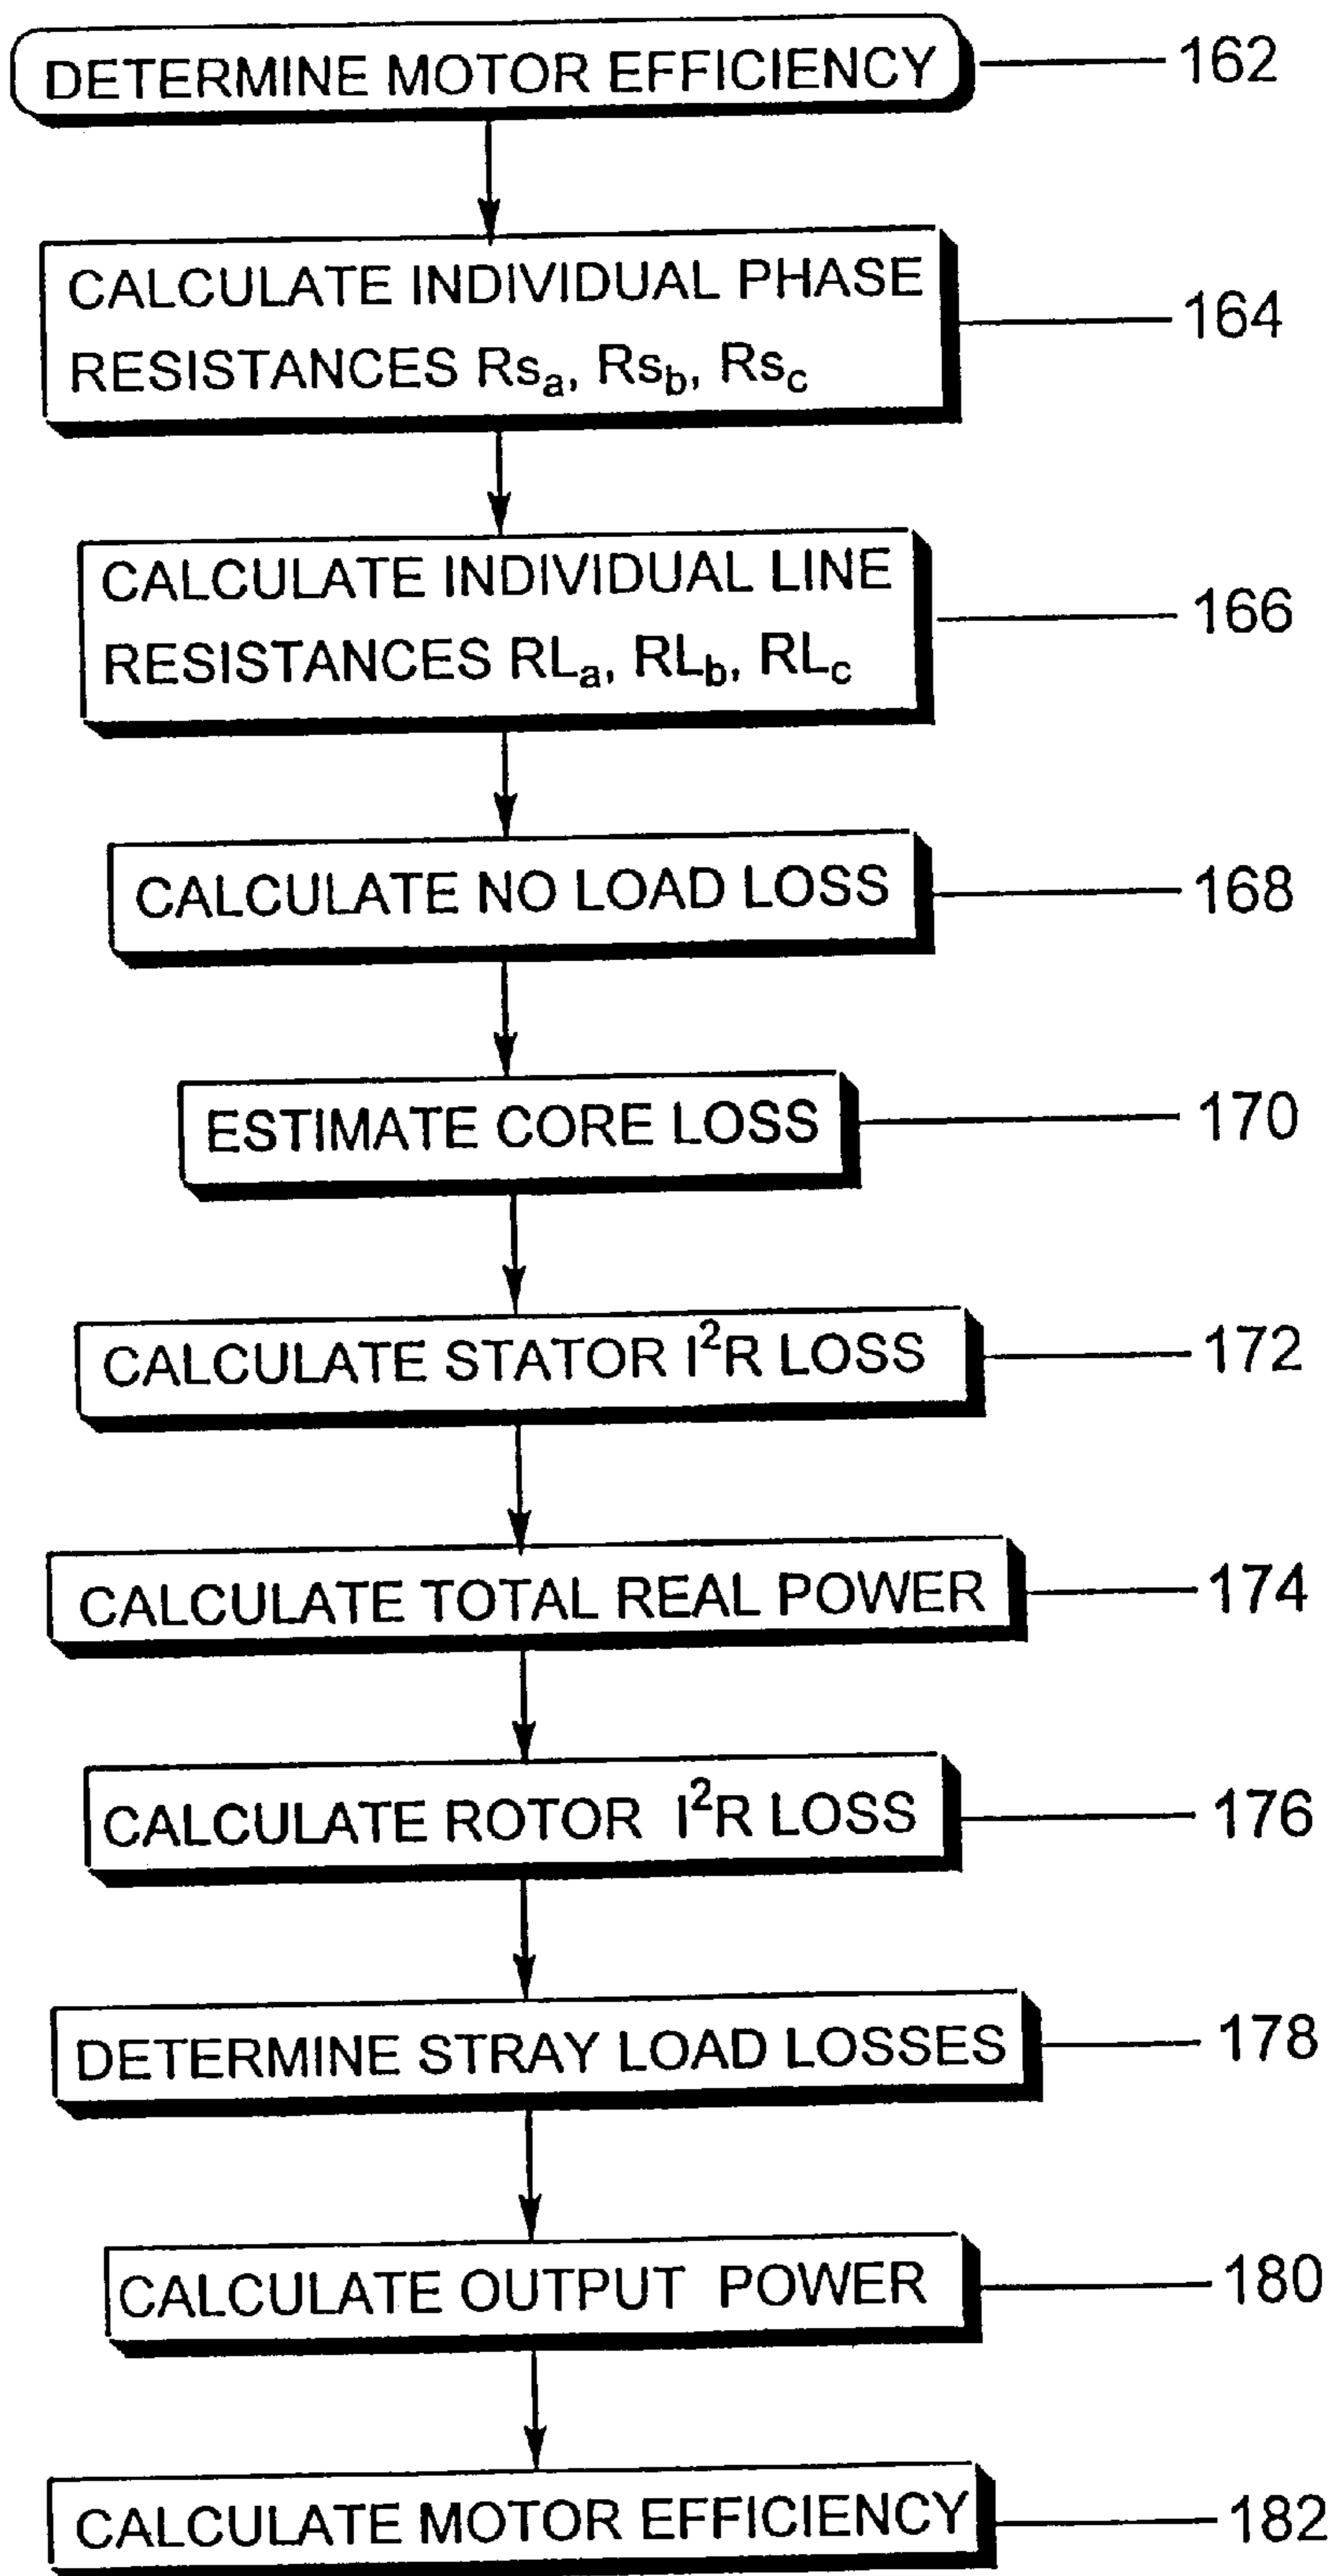 DETERMINE MOTOR EFFICIENCY
162
CALCULATE INDIVIDUAL PHASE
RESISTANCES Rsa, Rsb, Rsc
164
CALCULATE INDIVIDUAL LINE
RESISTANCES RLa, RLb, RLc
166
CALCULATE NO LOAD LOSS
168
ESTIMATE CORE LOSS
170
CALCULATE STATOR I²R LOSS
172
CALCULATE TOTAL REAL POWER
174
CALCULATE ROTOR I²R LOSS
176
DETERMINE STRAY LOAD LOSSES
178
CALCULATE OUTPUT POWER
180
CALCULATE MOTOR EFFICIENCY
182